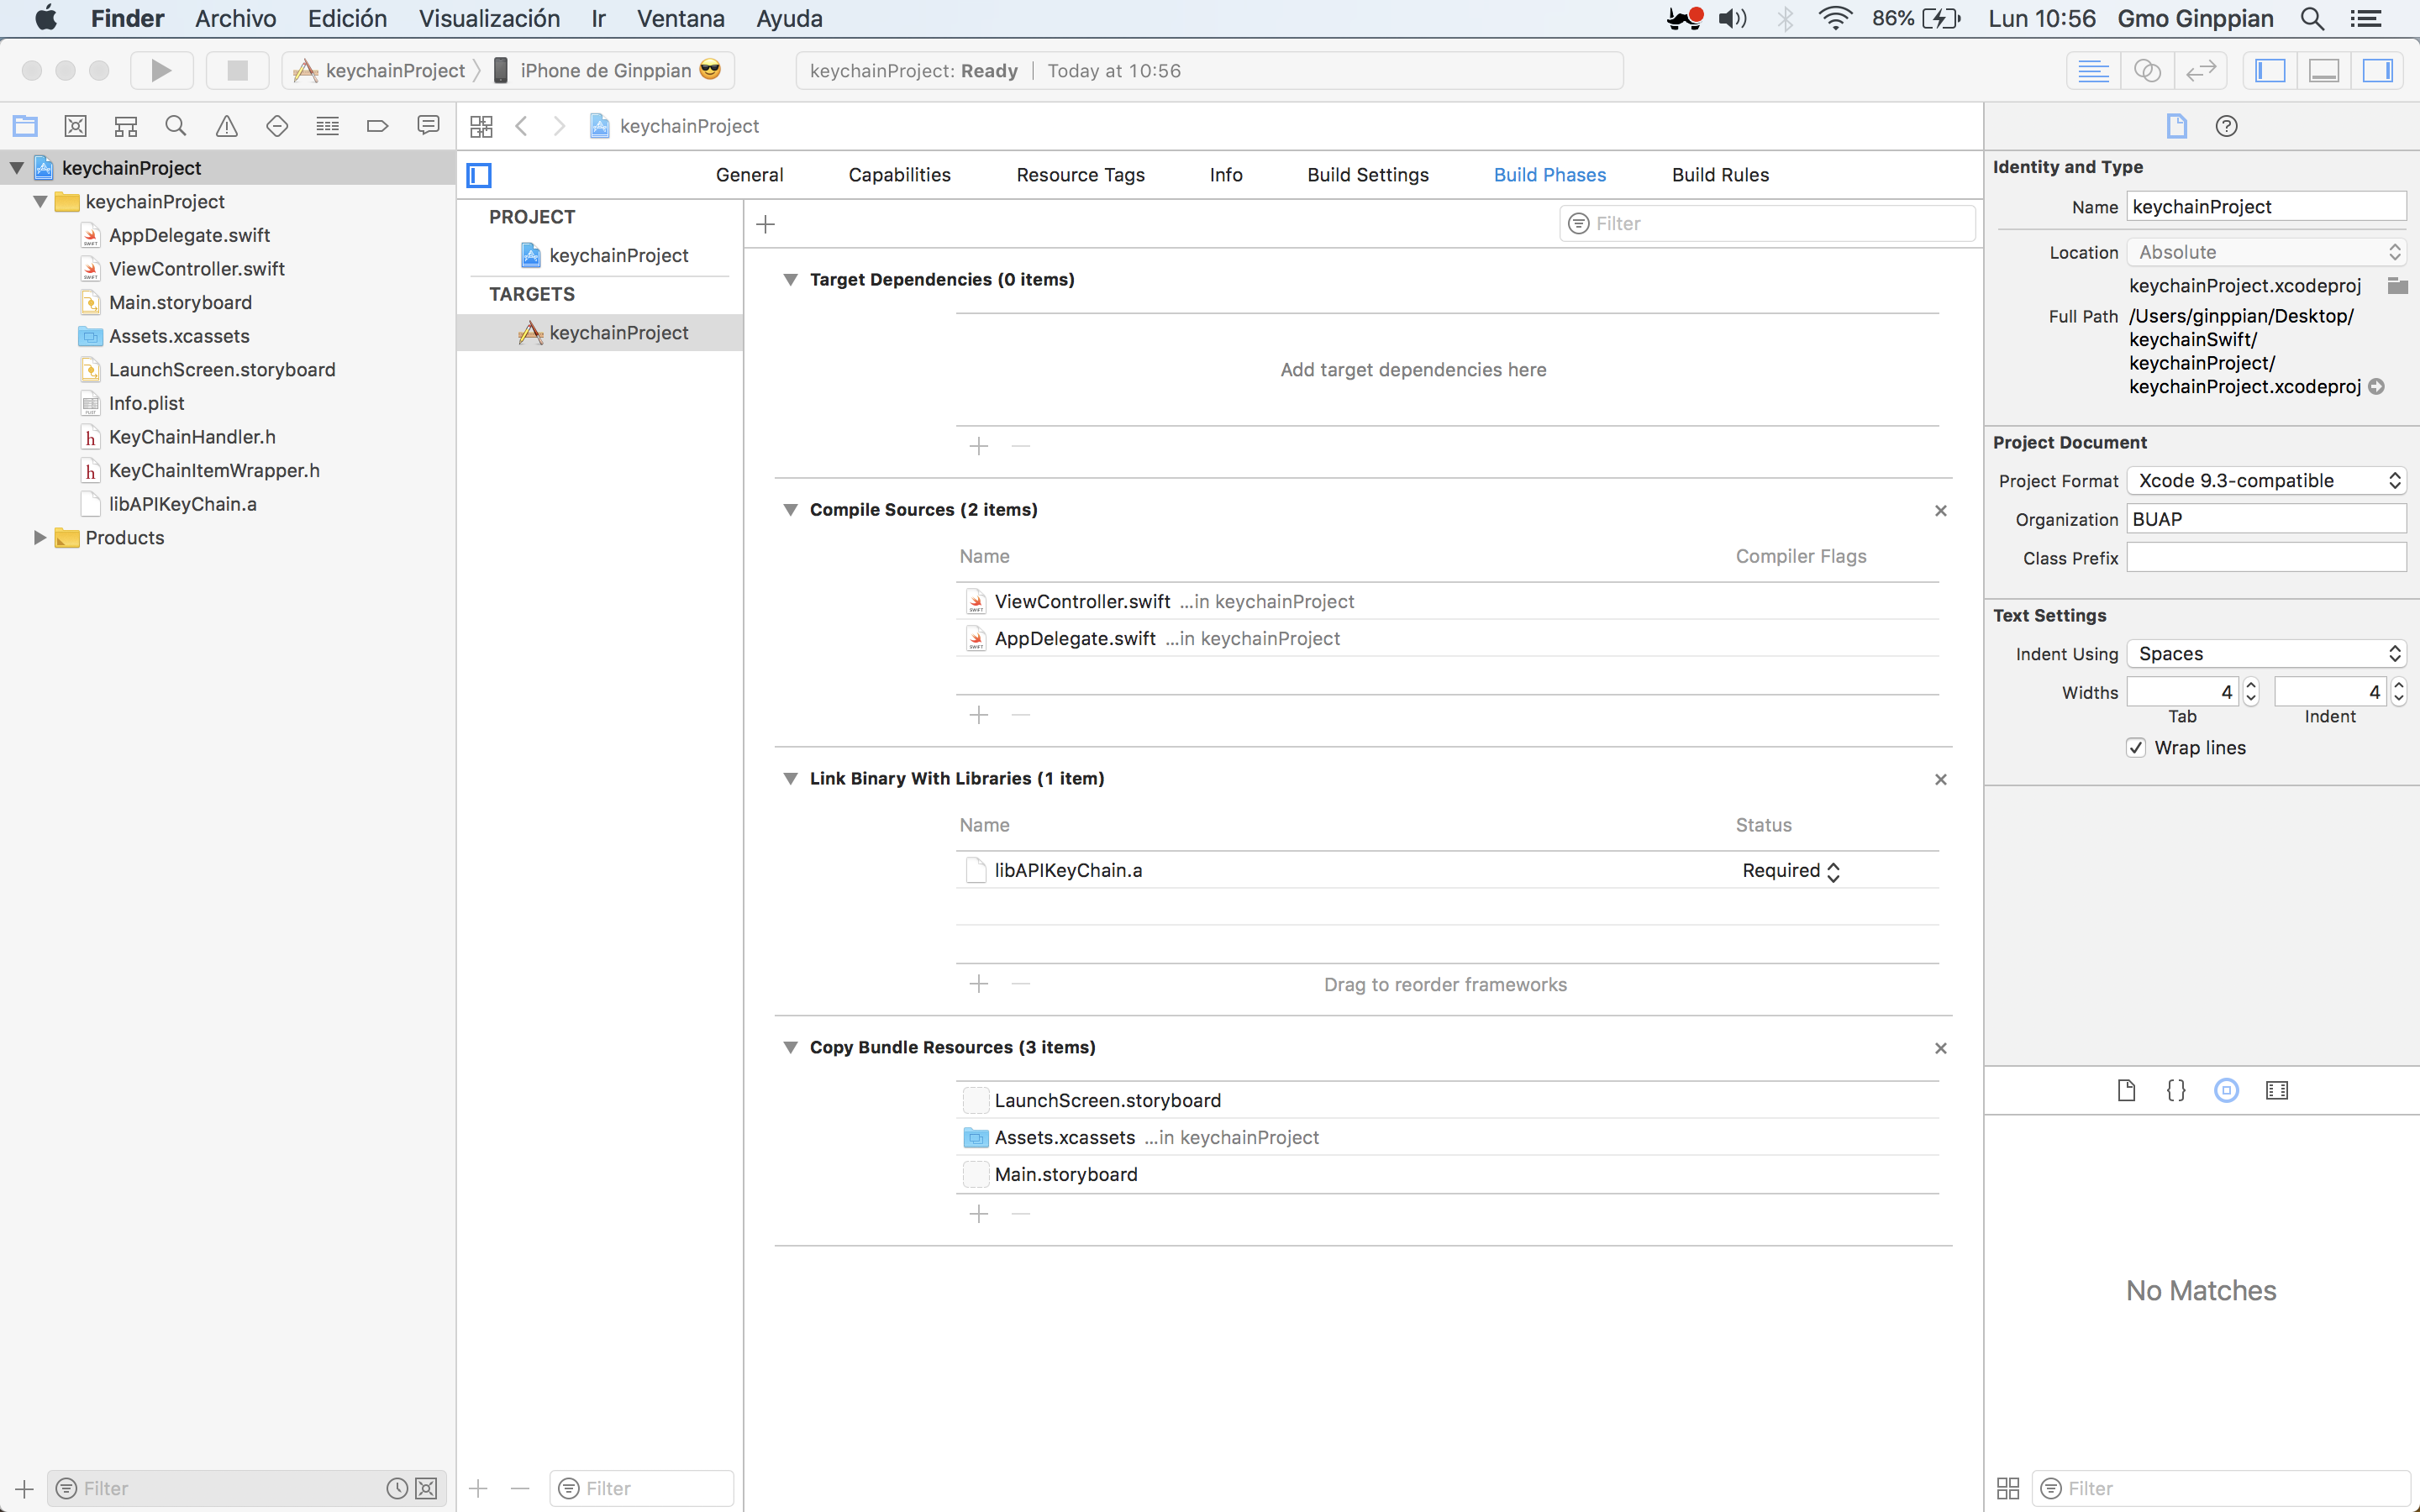 Finder Archivo Edición Visualización Ir Ventana Ayuda 86% Lun 10:56 Gmo Ginppian
keychainProject iPhone de Ginppian 😎 keychainProject: Ready Today at 10:56
keychainProject
keychainProject
keychainProject
AppDelegate.swift
ViewController.swift
Main.storyboard
Assets.xcassets
LaunchScreen.storyboard
Info.plist
KeyChainHandler.h
KeyChainItemWrapper.h
libAPIKeyChain.a
Products
Filter
General Capabilities Resource Tags Info Build Settings Build Phases Build Rules
PROJECT
keychainProject
TARGETS
keychainProject
Filter
Filter
Target Dependencies (0 items)
Add target dependencies here
Compile Sources (2 items)
Name Compiler Flags
ViewController.swift ...in keychainProject
AppDelegate.swift ...in keychainProject
Link Binary With Libraries (1 item)
Name Status
libAPIKeyChain.a Required
Drag to reorder frameworks
Copy Bundle Resources (3 items)
LaunchScreen.storyboard
Assets.xcassets ...in keychainProject
Main.storyboard
Identity and Type
Name keychainProject
Location Absolute
keychainProject.xcodeproj
Full Path /Users/ginppian/Desktop/
keychainSwift/
keychainProject/
keychainProject.xcodeproj
Project Document
Project Format Xcode 9.3-compatible
Organization BUAP
Class Prefix
Text Settings
Indent Using Spaces
Widths 4 4
Tab Indent
Wrap lines
No Matches
Filter